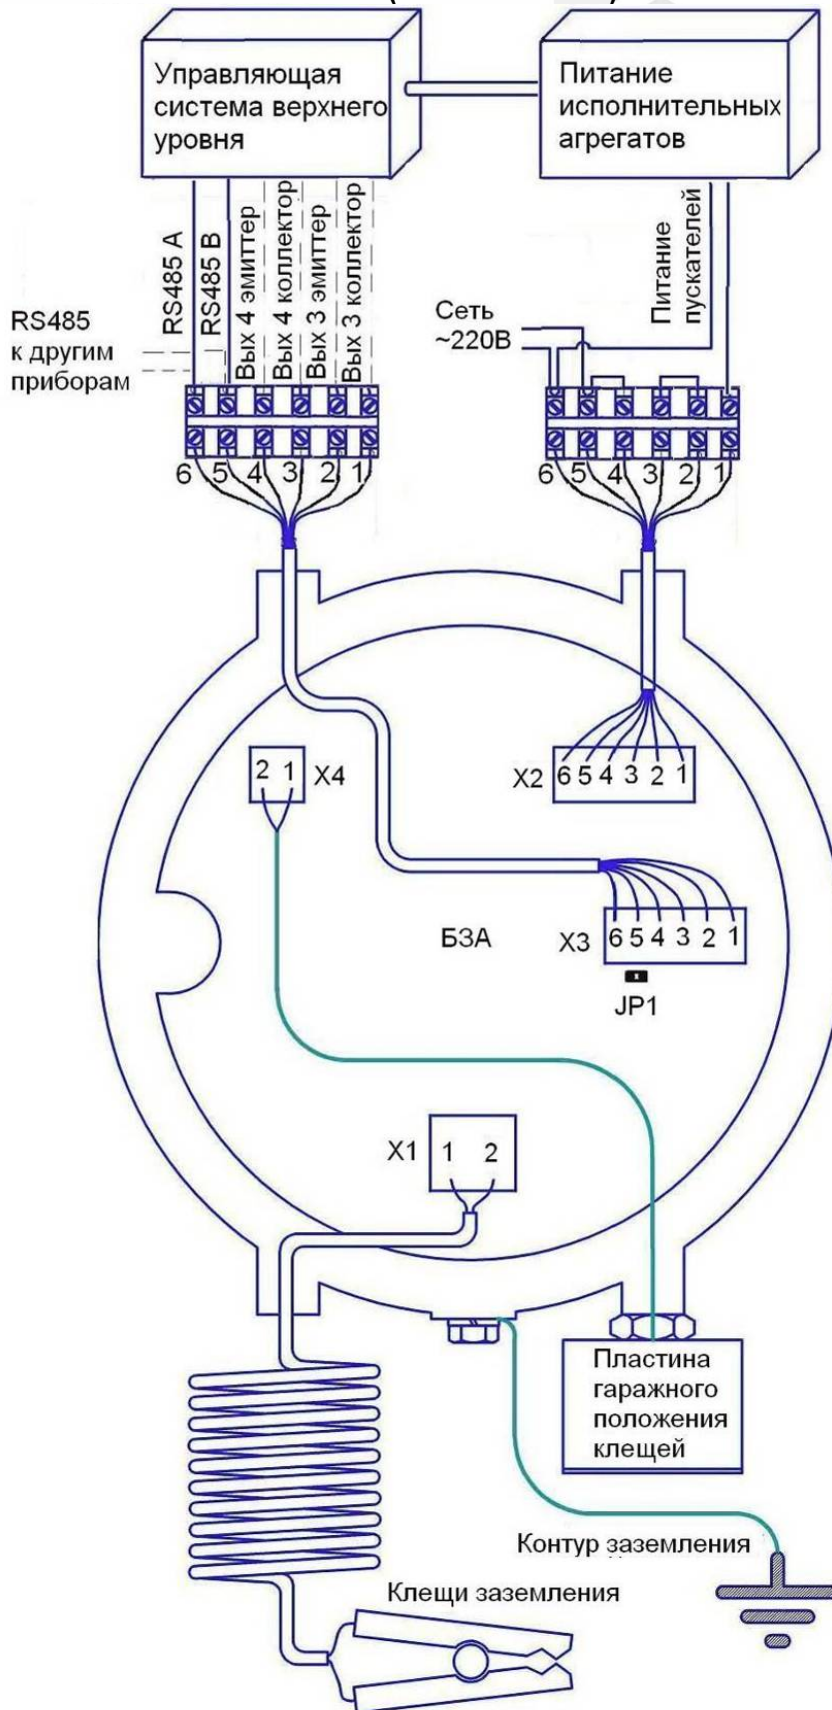 Управляющая
система верхнего
уровня
Питание
исполнительных
агрегатов
RS485 A
RS485 B
Вых 4 эмиттер
Вых 4 коллектор
Вых 3 эмиттер
Вых 3 коллектор
Питание
пускателей
RS485
к другим
приборам
Сеть
~220В
6 5 4 3 2 1
6 5 4 3 2 1
2 1 X4
X2 6 5 4 3 2 1
БЗА
X3 6 5 4 3 2 1
JP1
X1 1 2
Пластина
гаражного
положения
клещей
Контур заземления
Клещи заземления